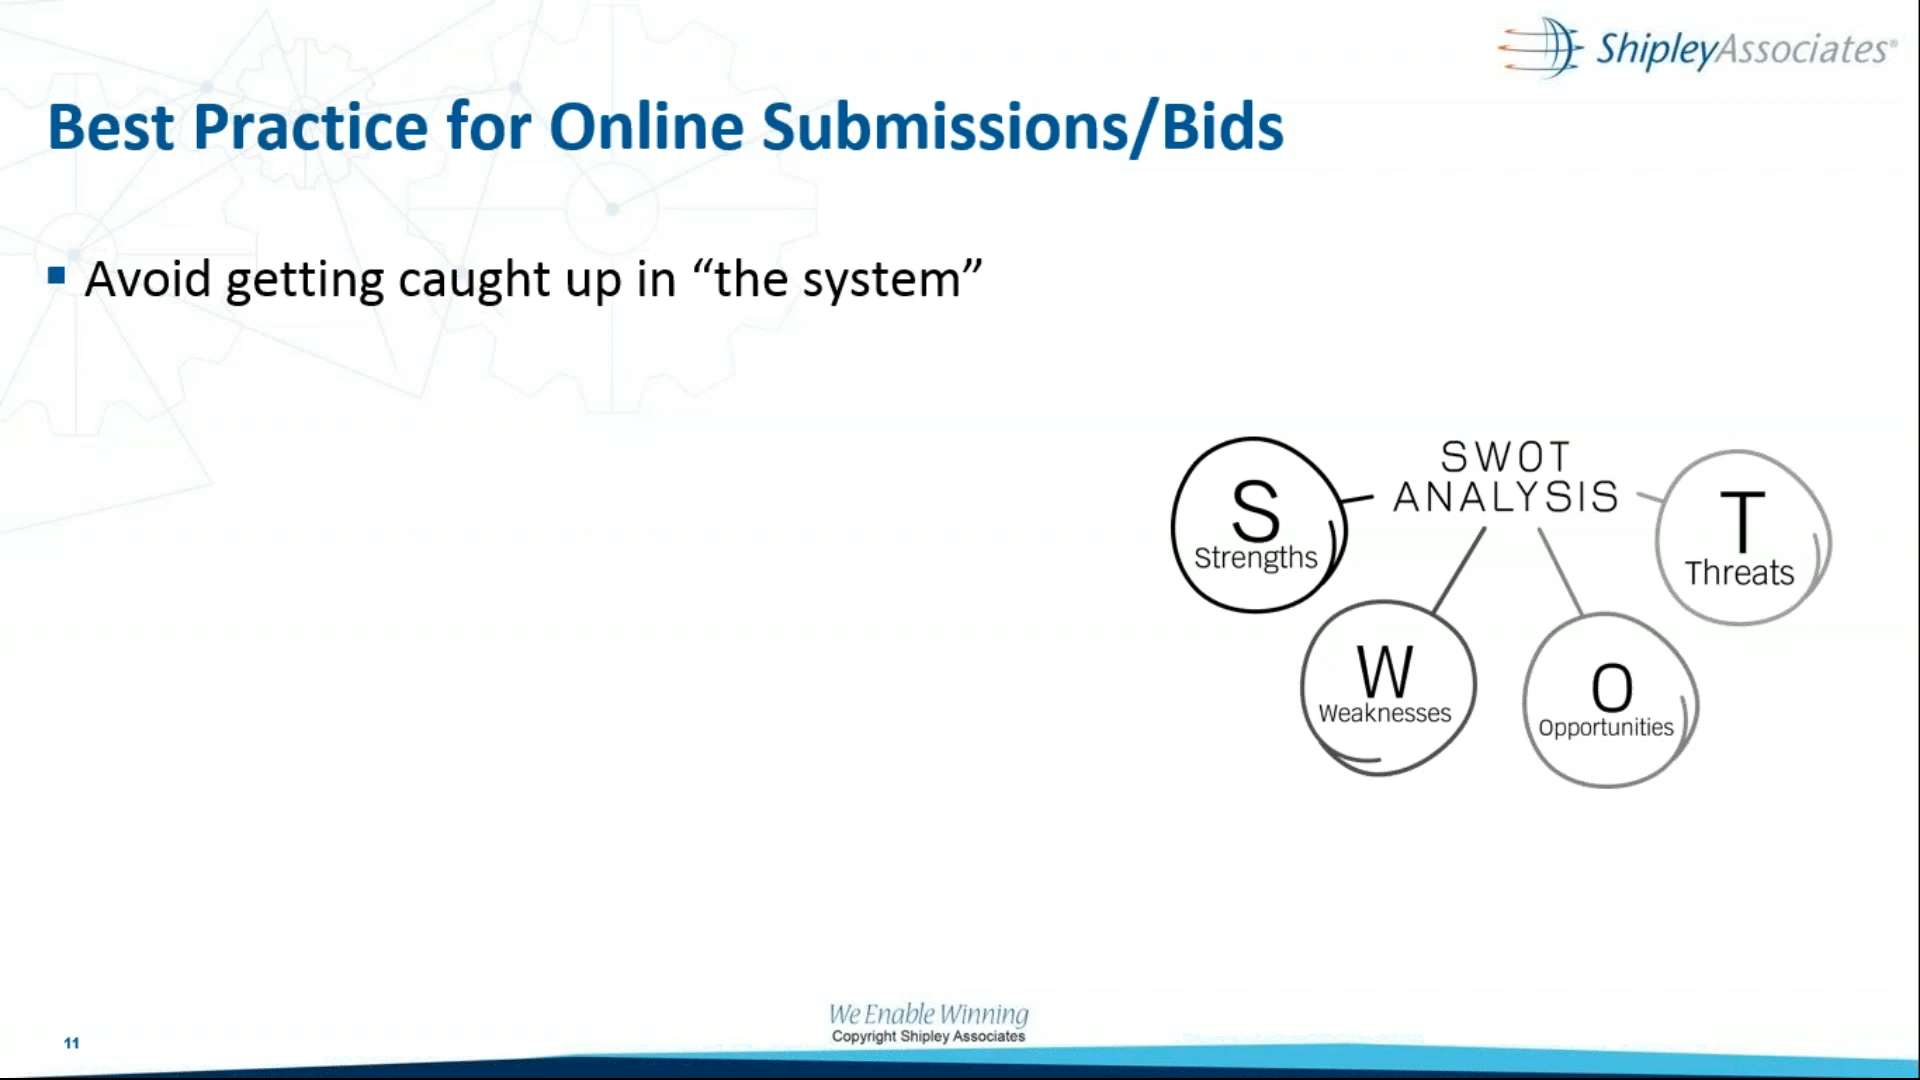 ShipleyAssociates®
Best Practice for Online Submissions/Bids
▪ Avoid getting caught up in “the system”
SWOT
ANALYSIS
S
Strengths
W
Weaknesses
O
Opportunities
T
Threats
We Enable Winning
Copyright Shipley Associates
11